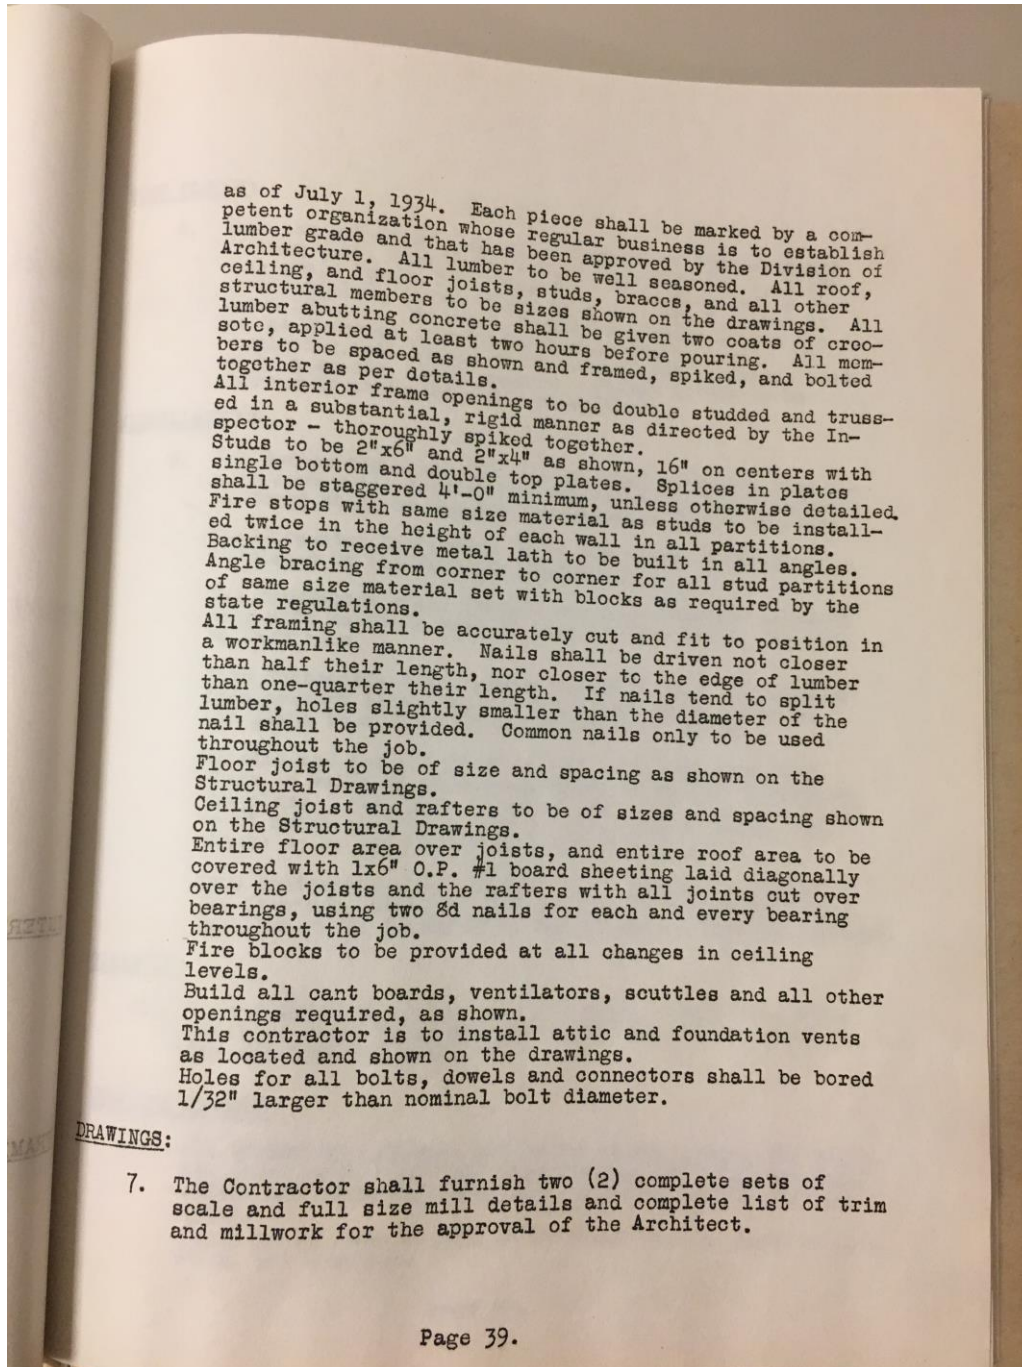 as of July 1, 1934. Each piece shall be marked by a com-
petent organization whose regular business is to establish
lumber grade and that has been approved by the Division of
Architecture. All lumber to be well seasoned. All roof,
ceiling, and floor joists, studs, braces, and all other
structural members to be sizes shown on the drawings. All
lumber abutting concrete shall be given two coats of creo-
sote, applied at least two hours before pouring. All mem-
bers to be spaced as shown and framed, spiked, and bolted
together as per details.
All interior frame openings to be double studded and truss-
ed in a substantial, rigid manner as directed by the In-
spector - thoroughly spiked together.
Studs to be 2"x6" and 2"x4" as shown, 16" on centers with
single bottom and double top plates. Splices in plates
shall be staggered 4'-0" minimum, unless otherwise detailed.
Fire stops with same size material as studs to be install-
ed twice in the height of each wall in all partitions.
Backing to receive metal lath to be built in all angles.
Angle bracing from corner to corner for all stud partitions
of same size material set with blocks as required by the
state regulations.
All framing shall be accurately cut and fit to position in
a workmanlike manner. Nails shall be driven not closer
than half their length, nor closer to the edge of lumber
than one-quarter their length. If nails tend to split
lumber, holes slightly smaller than the diameter of the
nail shall be provided. Common nails only to be used
throughout the job.
Floor joist to be of size and spacing as shown on the
Structural Drawings.
Ceiling joist and rafters to be of sizes and spacing shown
on the Structural Drawings.
Entire floor area over joists, and entire roof area to be
covered with 1x6" O.P. #1 board sheeting laid diagonally
over the joists and the rafters with all joints cut over
bearings, using two 8d nails for each and every bearing
throughout the job.
Fire blocks to be provided at all changes in ceiling
levels.
Build all cant boards, ventilators, scuttles and all other
openings required, as shown.
This contractor is to install attic and foundation vents
as located and shown on the drawings.
Holes for all bolts, dowels and connectors shall be bored
1/32" larger than nominal bolt diameter.
DRAWINGS:
7. The Contractor shall furnish two (2) complete sets of
scale and full size mill details and complete list of trim
and millwork for the approval of the Architect.
Page 39.